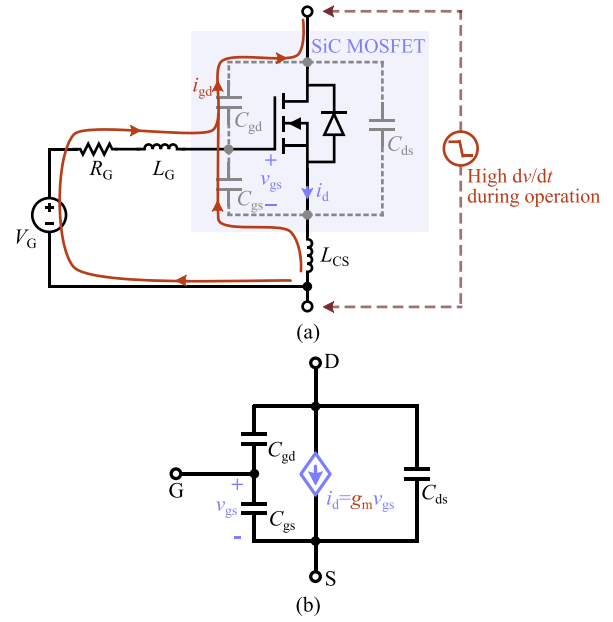 SiC MOSFET
i_gd
C_gd
C_ds
R_G
L_G
+
v_gs
−
i_d
C_gs
High dv/dt
during operation
+
−
V_G
L_CS
(a)
D
C_gd
G
+
v_gs
-
C_gs
i_d=g_m v_gs
C_ds
S
(b)